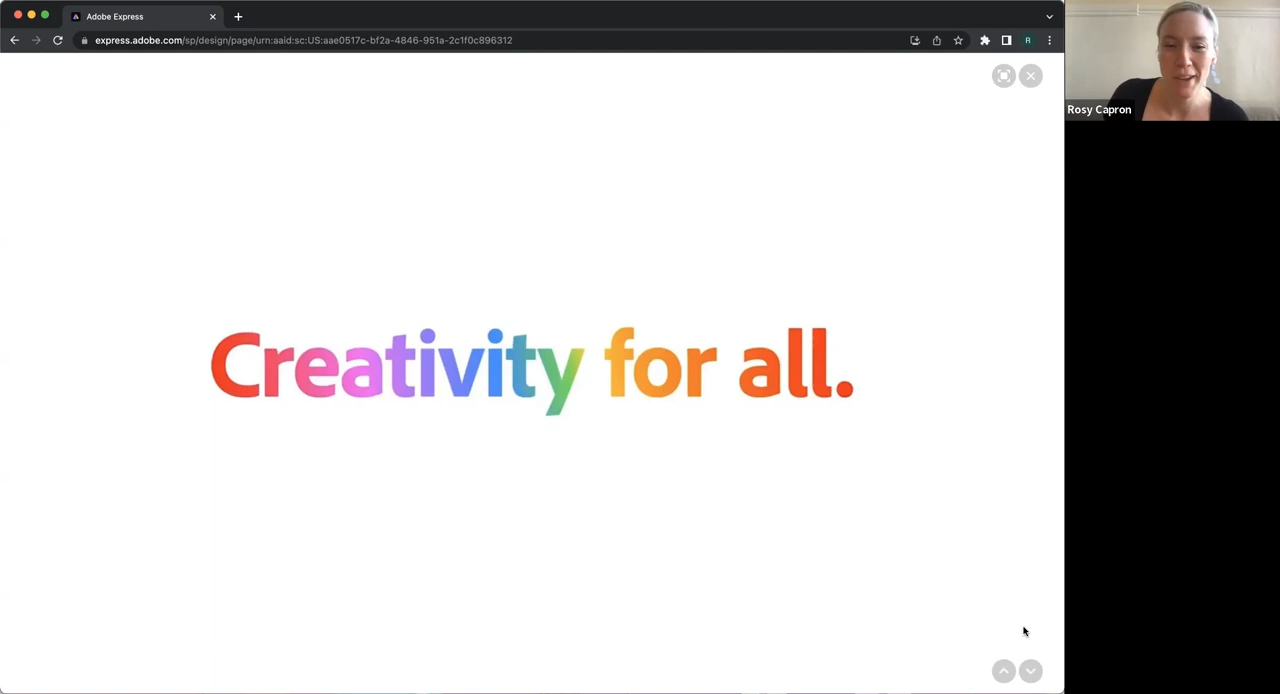 Adobe Express
express.adobe.com/sp/design/page/urn:aaid:sc:US:aae0517c-bf2a-4846-951a-2c1f0c896312
R
Rosy Capron
Creativity for all.